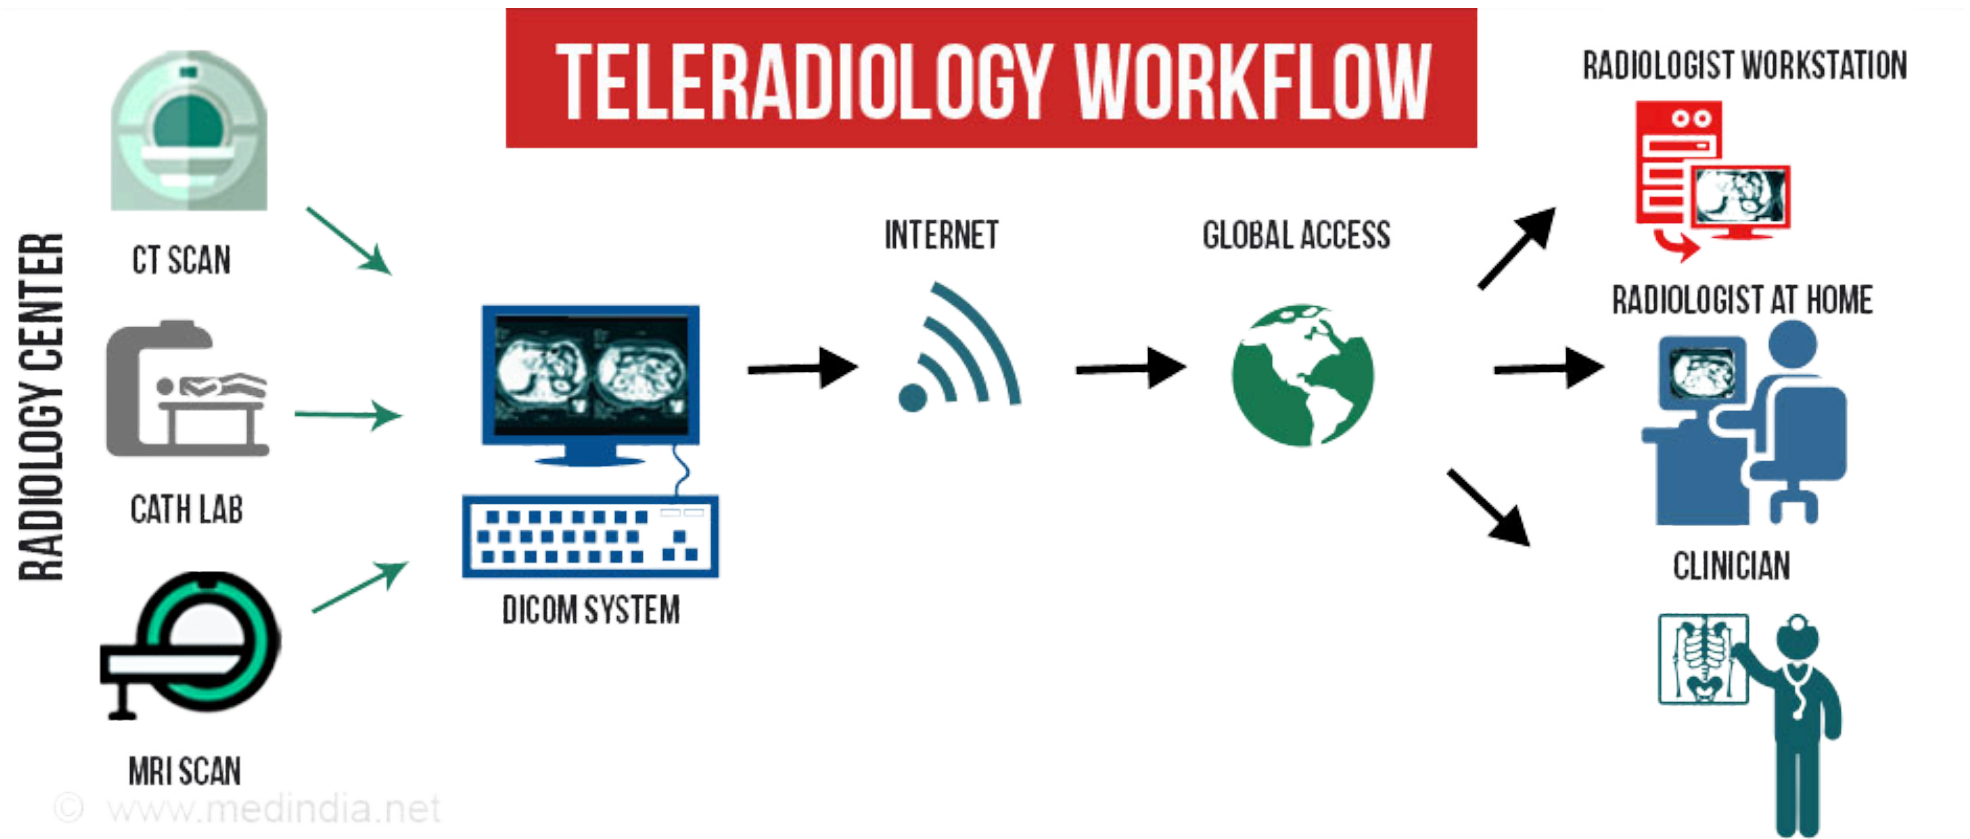 TELERADIOLOGY WORKFLOW
RADIOLOGY CENTER
CT SCAN
CATH LAB
MRI SCAN
DICOM SYSTEM
INTERNET
GLOBAL ACCESS
RADIOLOGIST WORKSTATION
RADIOLOGIST AT HOME
CLINICIAN
© www.medindia.net